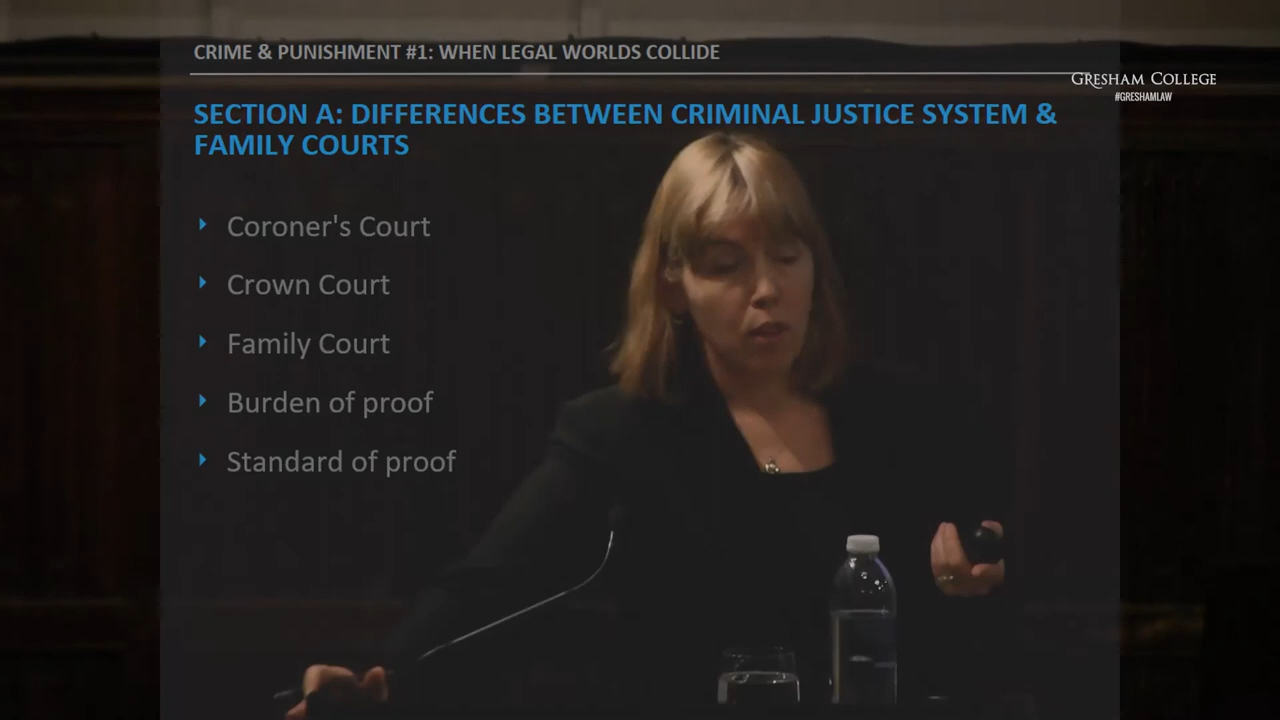 CRIME & PUNISHMENT #1: WHEN LEGAL WORLDS COLLIDE
GRESHAM COLLEGE
#GRESHAMLAW
SECTION A: DIFFERENCES BETWEEN CRIMINAL JUSTICE SYSTEM &
FAMILY COURTS
Coroner's Court
Crown Court
Family Court
Burden of proof
Standard of proof